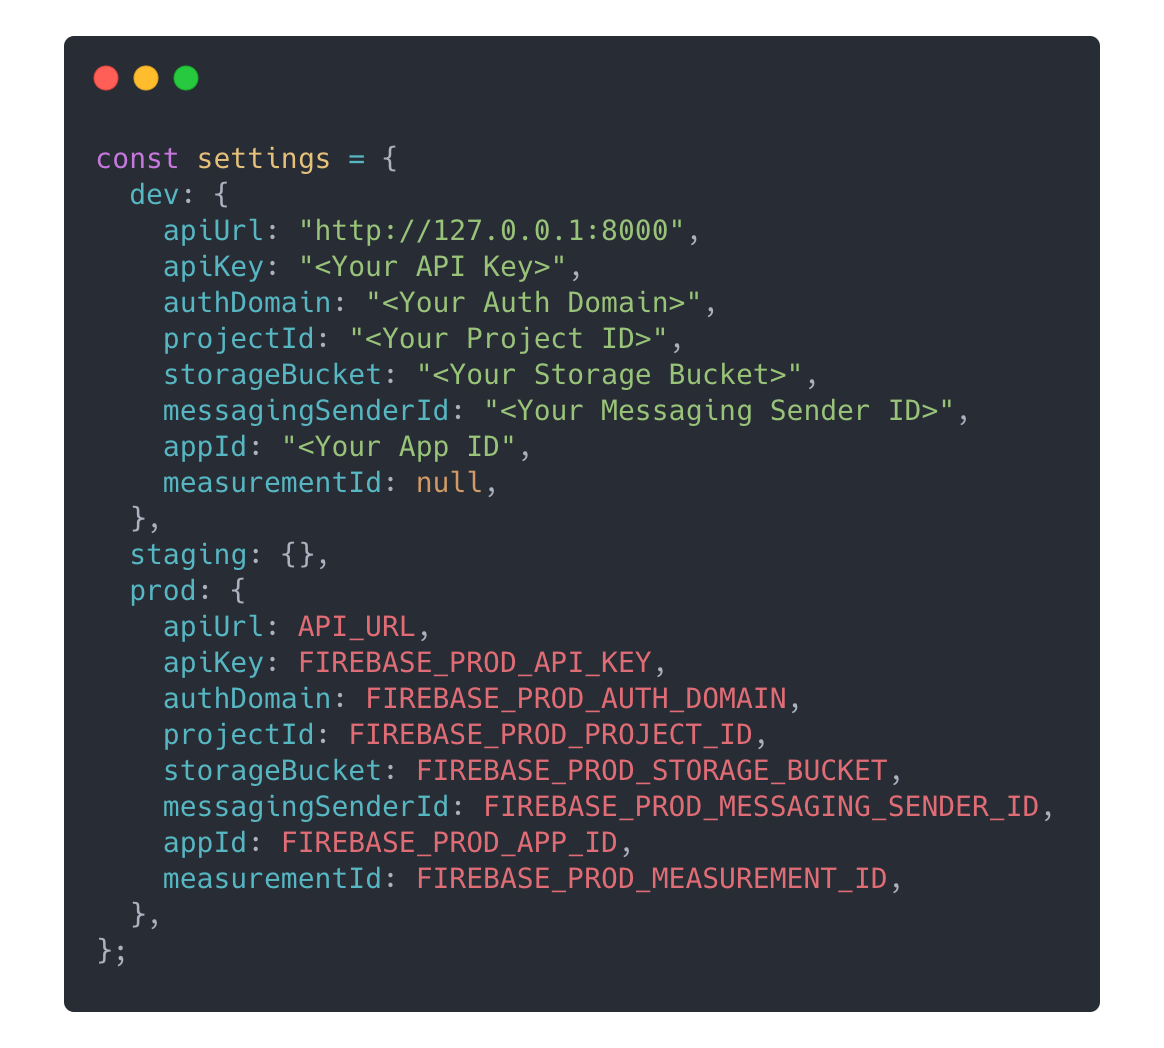 const settings = {
  dev: {
    apiUrl: "http://127.0.0.1:8000",
    apiKey: "<Your API Key>",
    authDomain: "<Your Auth Domain>",
    projectId: "<Your Project ID>",
    storageBucket: "<Your Storage Bucket>",
    messagingSenderId: "<Your Messaging Sender ID>",
    appId: "<Your App ID",
    measurementId: null,
  },
  staging: {},
  prod: {
    apiUrl: API_URL,
    apiKey: FIREBASE_PROD_API_KEY,
    authDomain: FIREBASE_PROD_AUTH_DOMAIN,
    projectId: FIREBASE_PROD_PROJECT_ID,
    storageBucket: FIREBASE_PROD_STORAGE_BUCKET,
    messagingSenderId: FIREBASE_PROD_MESSAGING_SENDER_ID,
    appId: FIREBASE_PROD_APP_ID,
    measurementId: FIREBASE_PROD_MEASUREMENT_ID,
  },
};